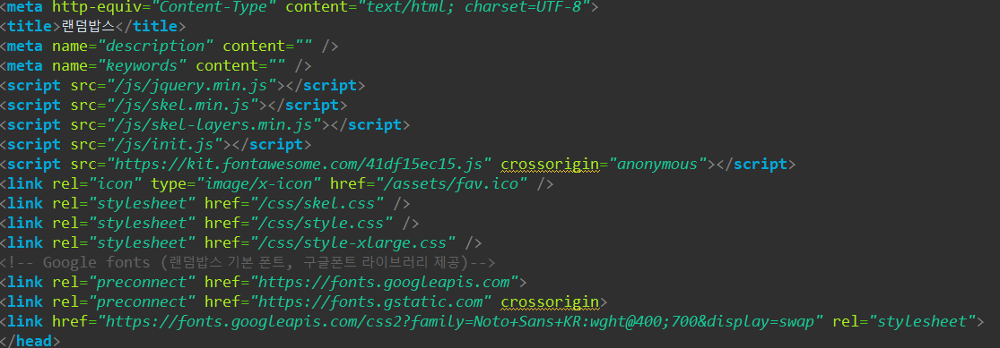 <meta http-equiv="Content-Type" content="text/html; charset=UTF-8">
<title>랜덤밥스</title>
<meta name="description" content="" />
<meta name="keywords" content="" />
<script src="/js/jquery.min.js"></script>
<script src="/js/skel.min.js"></script>
<script src="/js/skel-layers.min.js"></script>
<script src="/js/init.js"></script>
<script src="https://kit.fontawesome.com/41df15ec15.js" crossorigin="anonymous"></script>
<link rel="icon" type="image/x-icon" href="/assets/fav.ico" />
<link rel="stylesheet" href="/css/skel.css" />
<link rel="stylesheet" href="/css/style.css" />
<link rel="stylesheet" href="/css/style-xlarge.css" />
<!-- Google fonts (랜덤밥스 기본 폰트, 구글폰트 라이브러리 제공)-->
<link rel="preconnect" href="https://fonts.googleapis.com">
<link rel="preconnect" href="https://fonts.gstatic.com" crossorigin>
<link href="https://fonts.googleapis.com/css2?family=Noto+Sans+KR:wght@400;700&display=swap" rel="stylesheet">
</head>